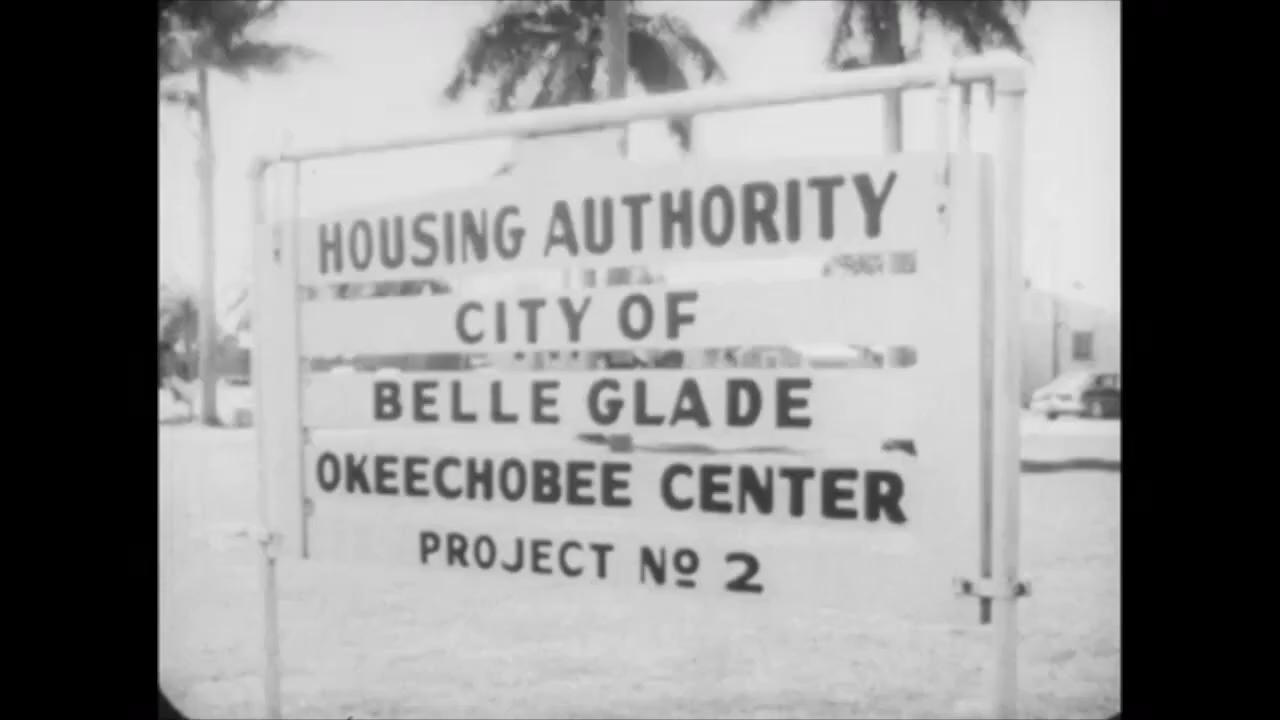 HOUSING AUTHORITY
CITY OF
BELLE GLADE
OKEECHOBEE CENTER
PROJECT Nº 2